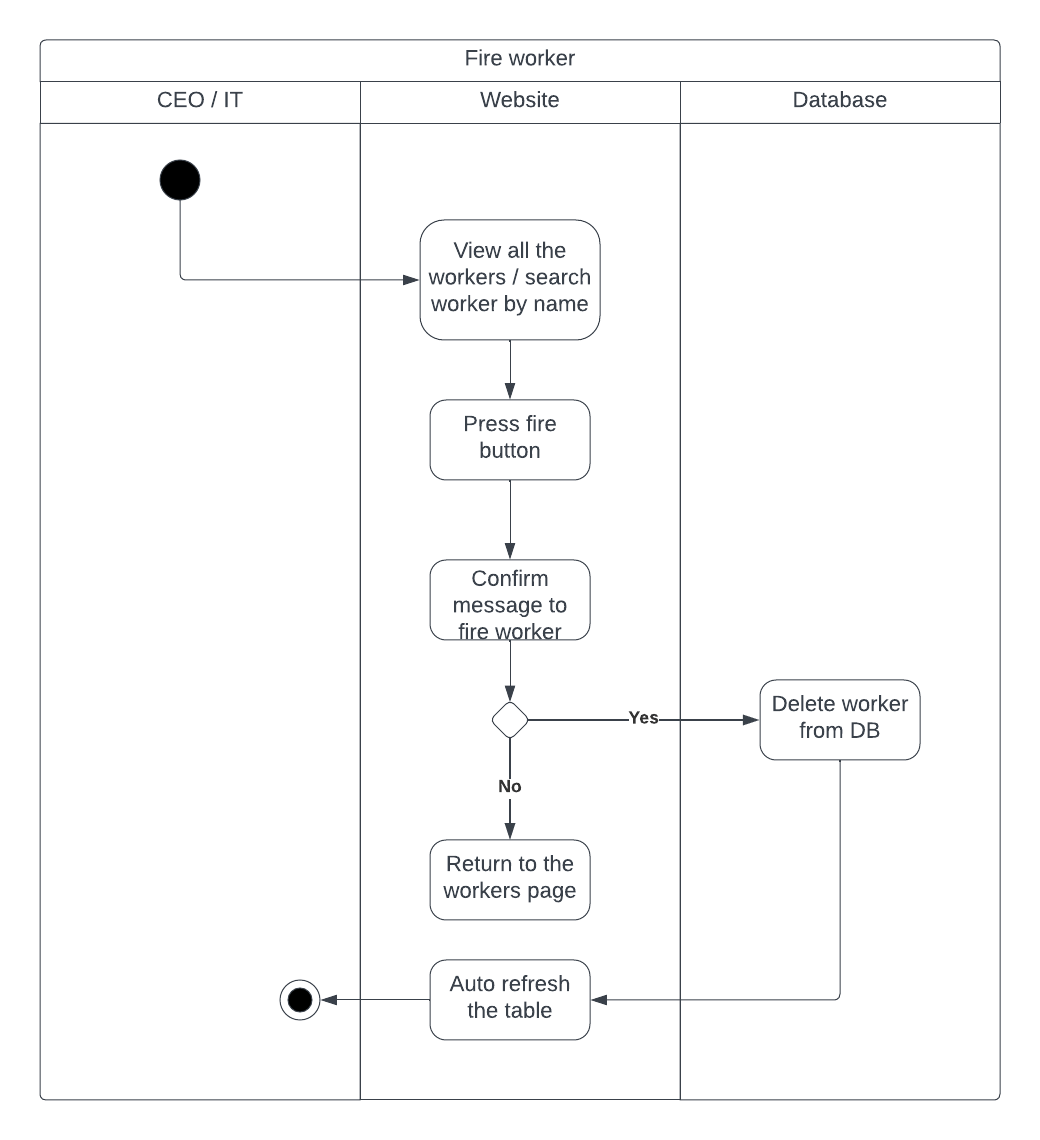 Fire worker
CEO / IT
Website
Database
View all the
workers / search
worker by name
Press fire
button
Confirm
message to
fire worker
Yes
Delete worker
from DB
No
Return to the
workers page
Auto refresh
the table